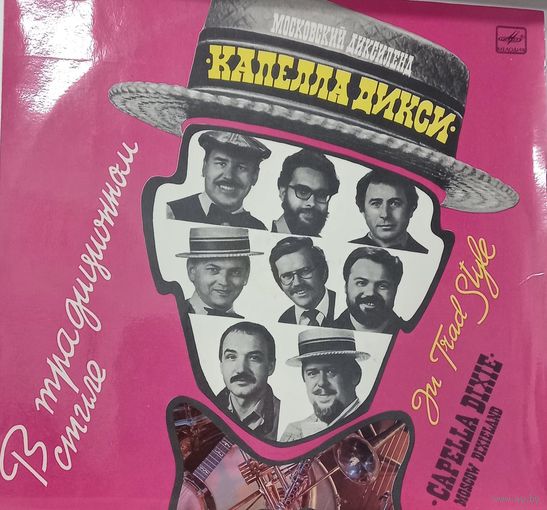 МОСКОВСКИЙ ДИКСИЛЕНД
·КАПЕЛЛА ДИКСИ·
МЕЛОДИЯ
В традиционном
стиле
In Trad Style
·CAPELLA DIXIE·
MOSCOW DIXIELAND